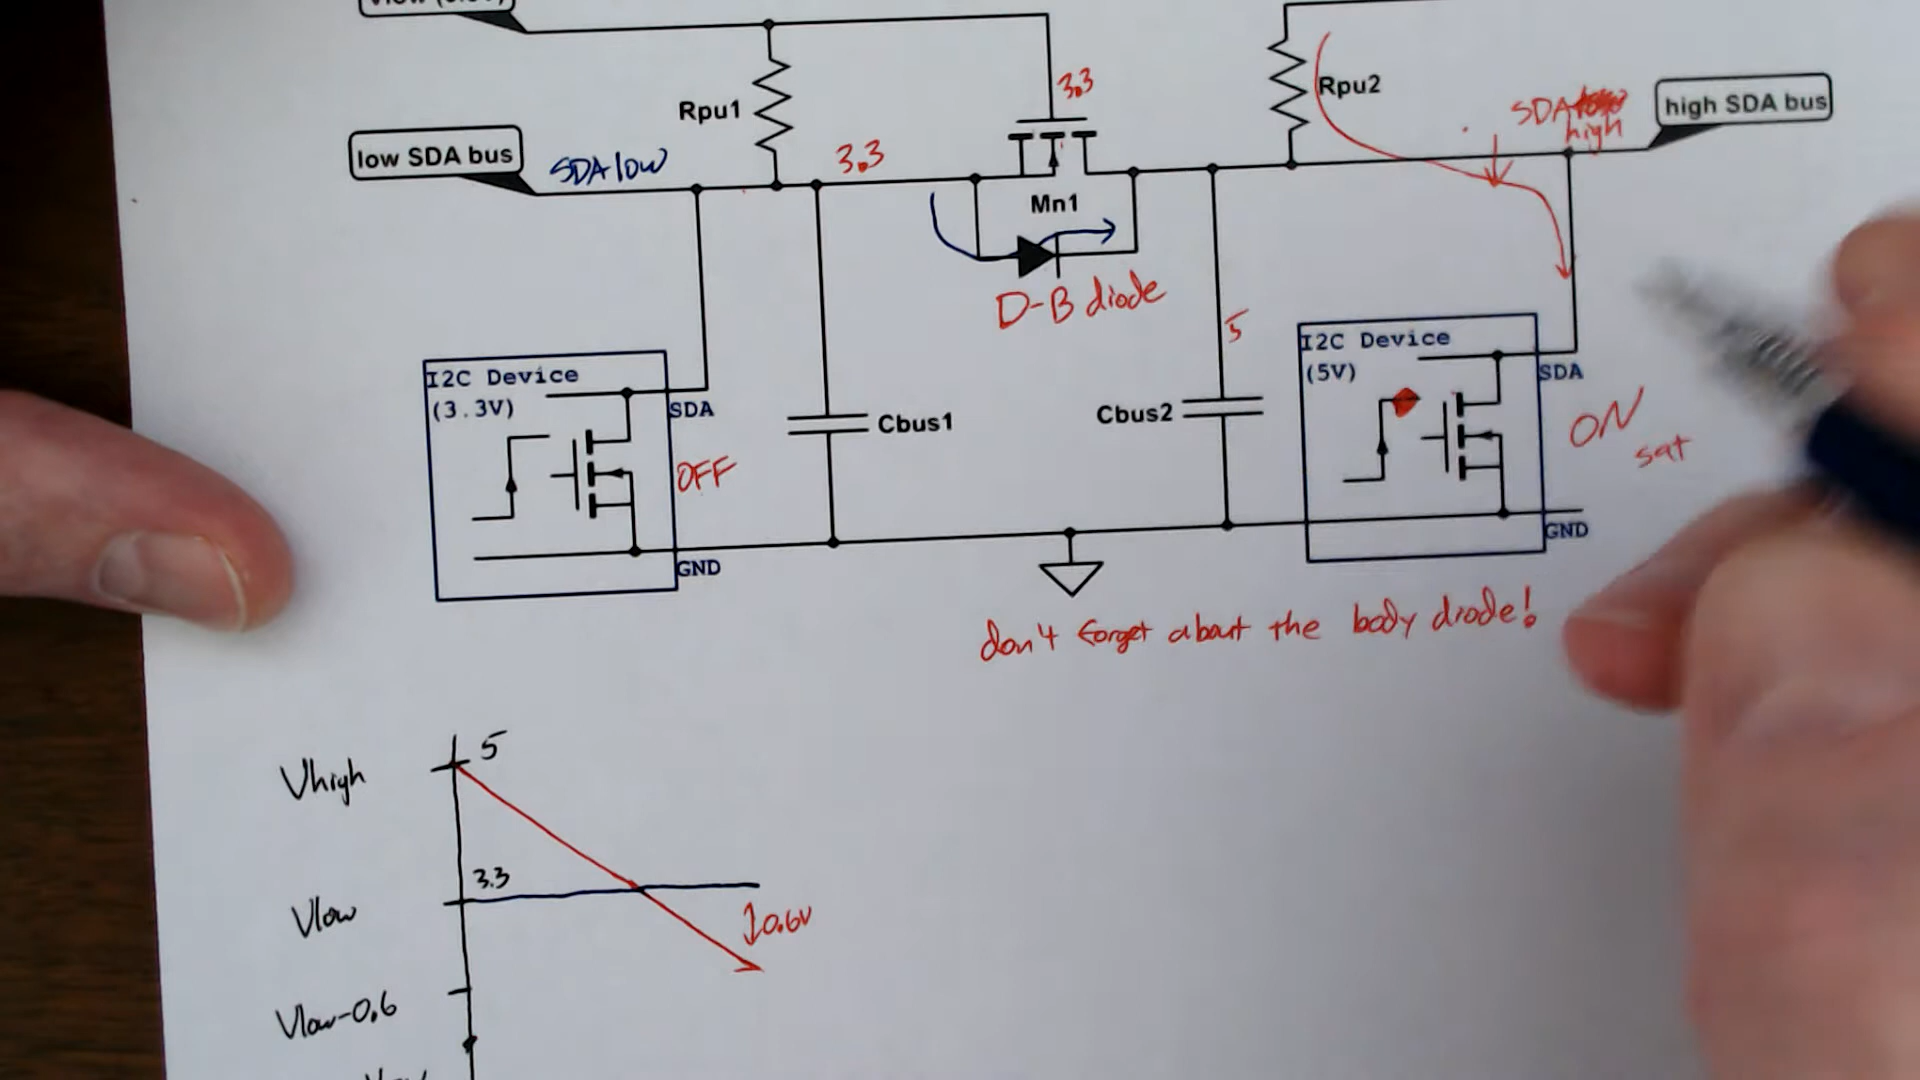 Rpu1
3.3
Rpu2
SDA
high
high SDA bus
low SDA bus
SDA low
3.3
Mn1
D-B diode
5
I2C Device
(3.3V)
SDA
OFF
GND
Cbus1
Cbus2
I2C Device
(5V)
SDA
ON
sat
GND
don't forget about the body diode!
Vhigh
5
3.3
Vlow
0.6V
Vlow-0.6